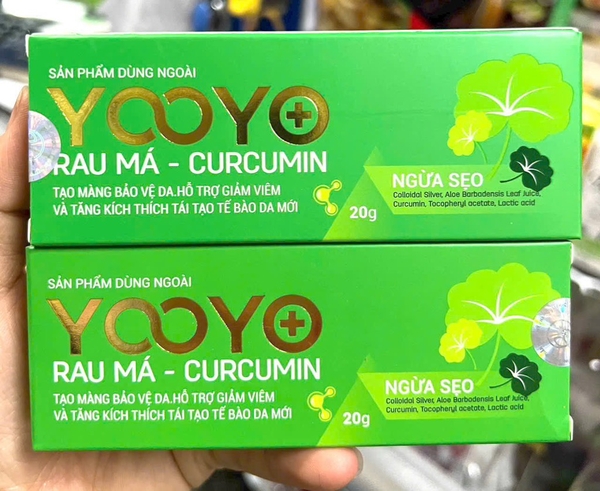 SẢN PHẨM DÙNG NGOÀI
YOOYO
RAU MÁ - CURCUMIN
TẠO MÀNG BẢO VỆ DA.HỖ TRỢ GIẢM VIÊM
VÀ TĂNG KÍCH THÍCH TÁI TẠO TẾ BÀO DA MỚI
20g
NGỪA SẸO
Colloidal Silver, Aloe Barbadensis Leaf Juice,
Curcumin, Tocopheryl acetate, Lactic acid
SẢN PHẨM DÙNG NGOÀI
YOOYO
RAU MÁ - CURCUMIN
TẠO MÀNG BẢO VỆ DA.HỖ TRỢ GIẢM VIÊM
VÀ TĂNG KÍCH THÍCH TÁI TẠO TẾ BÀO DA MỚI
20g
NGỪA SẸO
Colloidal Silver, Aloe Barbadensis Leaf Juice,
Curcumin, Tocopheryl acetate, Lactic acid